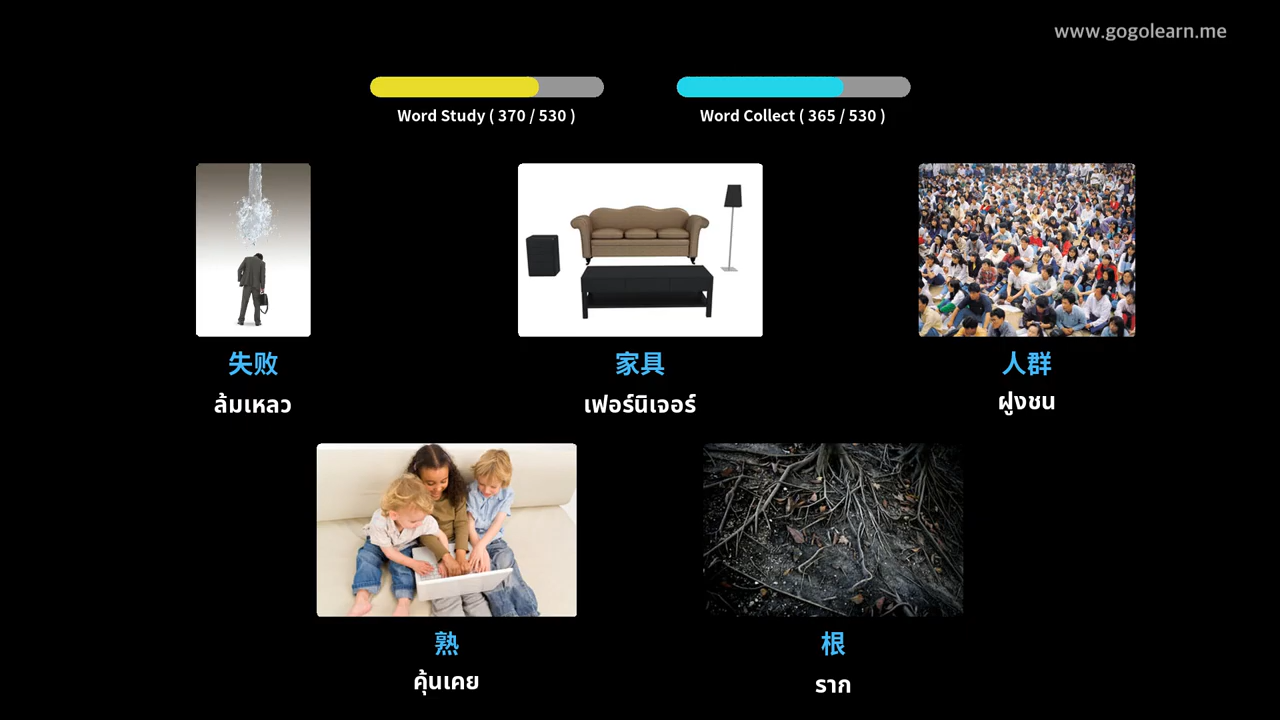 www.gogolearn.me
Word Study ( 370 / 530 )
Word Collect ( 365 / 530 )
失败
家具
人群
ล้มเหลว
เฟอร์นิเจอร์
ฝูงชน
熟
根
คุ้นเคย
ราก